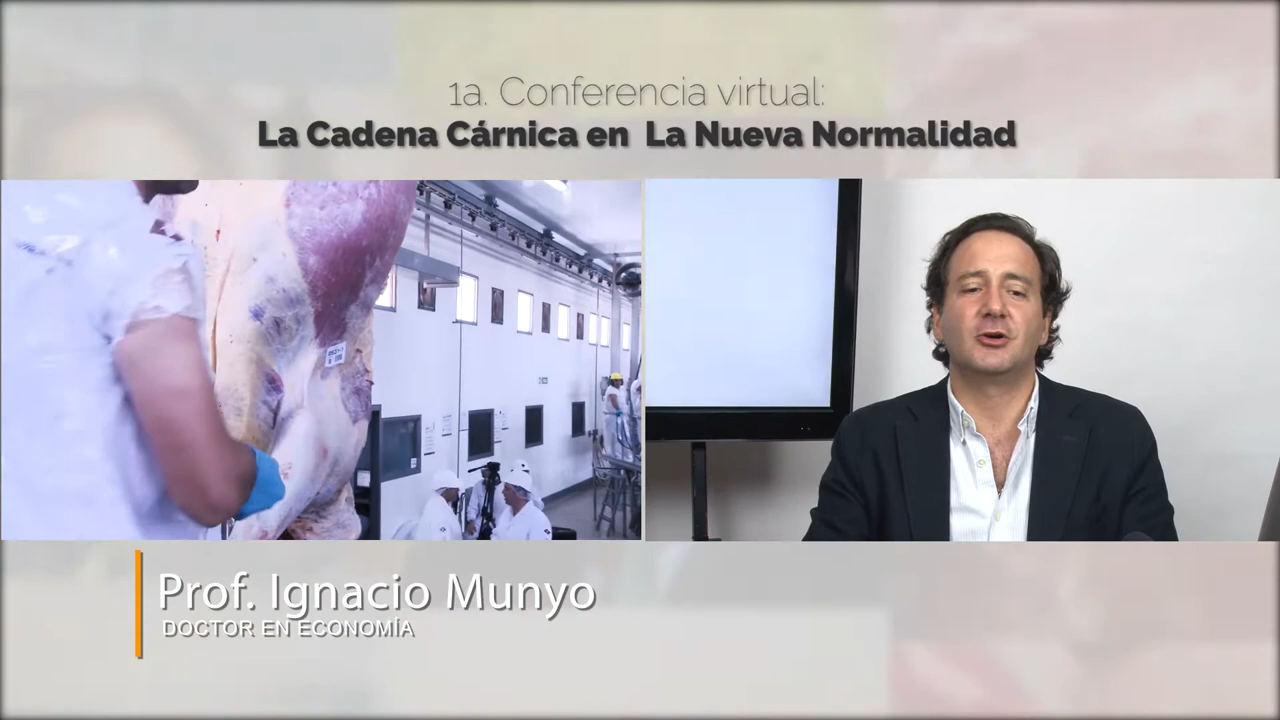 1a. Conferencia virtual:
La Cadena Cárnica en La Nueva Normalidad
Prof. Ignacio Munyo
DOCTOR EN ECONOMÍA